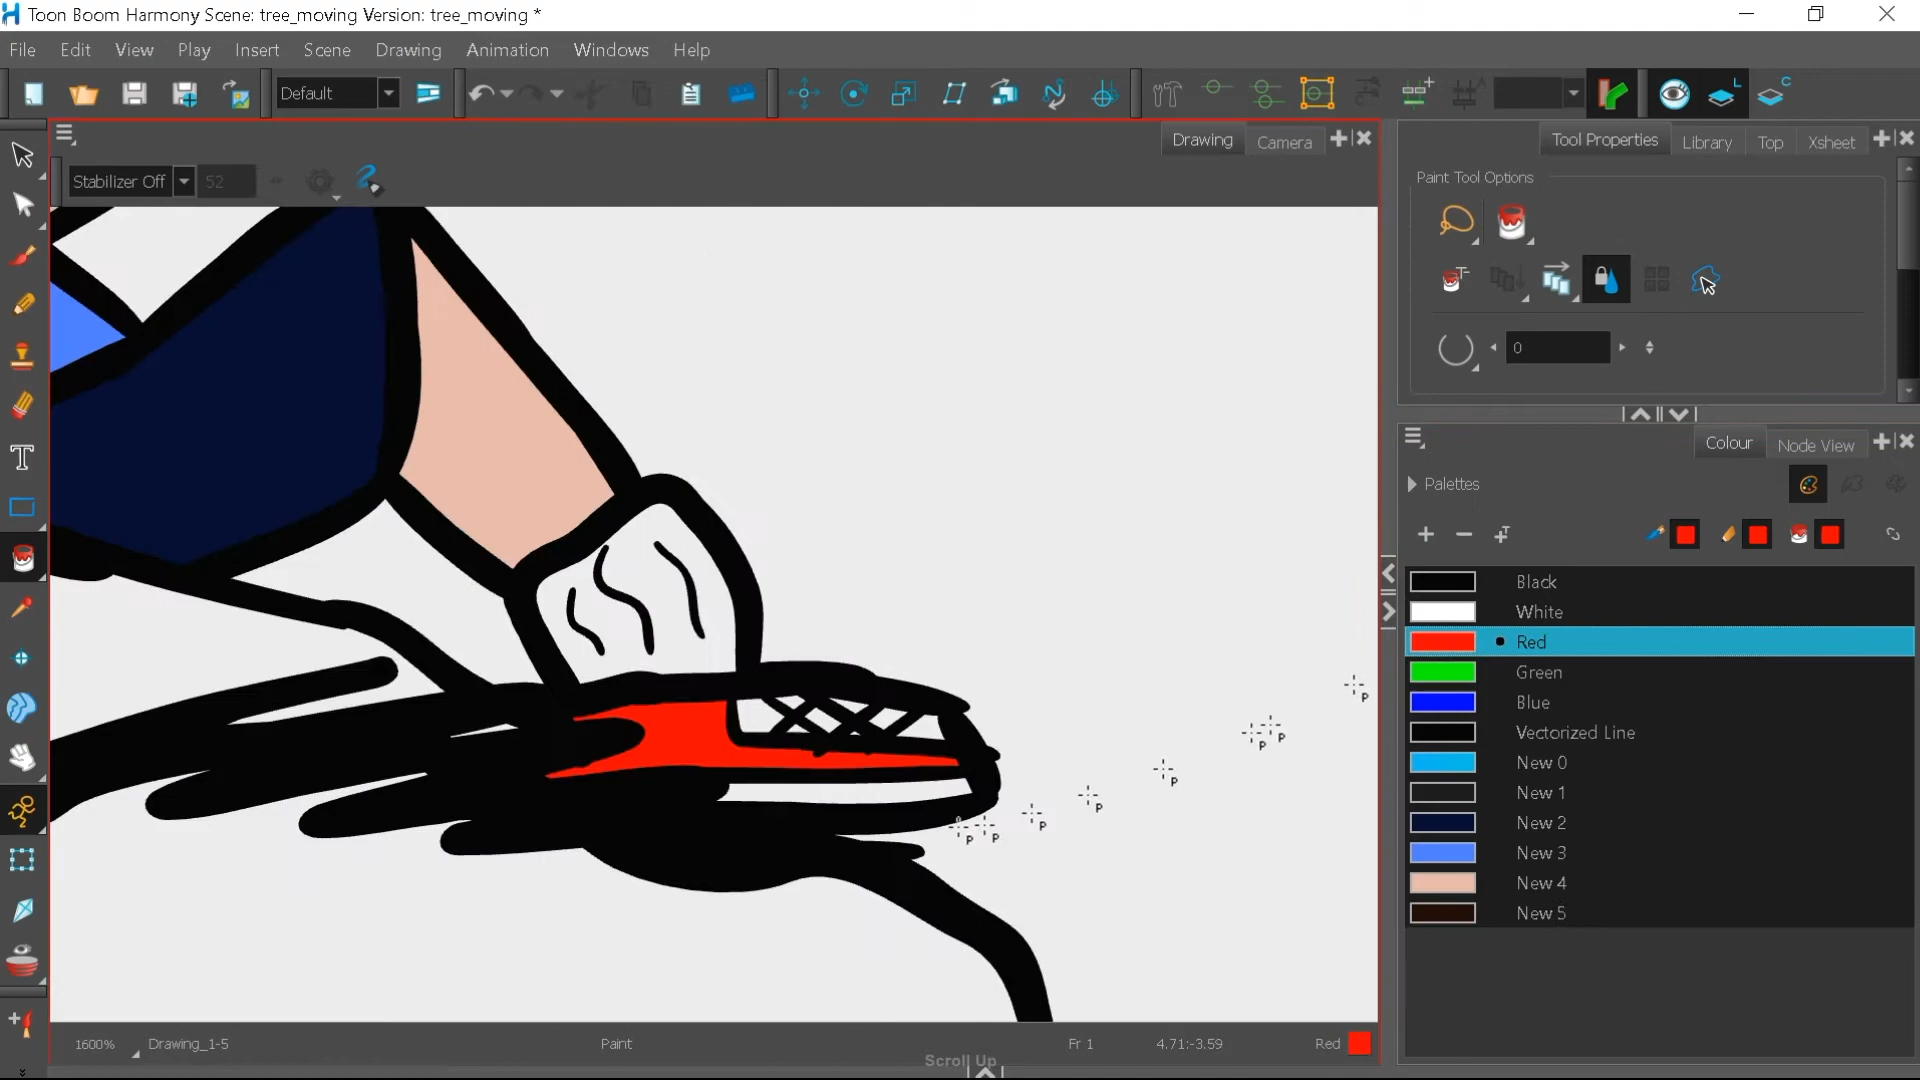 Toon Boom Harmony Scene: tree_moving Version: tree_moving *
File Edit View Play Insert Scene Drawing Animation Windows Help
Default
Drawing Camera
Stabilizer Off 52
Tool Properties Library Top Xsheet
Paint Tool Options
0
Colour Node View
Palettes
Black
White
Red
Green
Blue
Vectorized Line
New 0
New 1
New 2
New 3
New 4
New 5
1600% Drawing_1-5 Paint Fr 1 4.71:-3.59 Red
Scroll Up